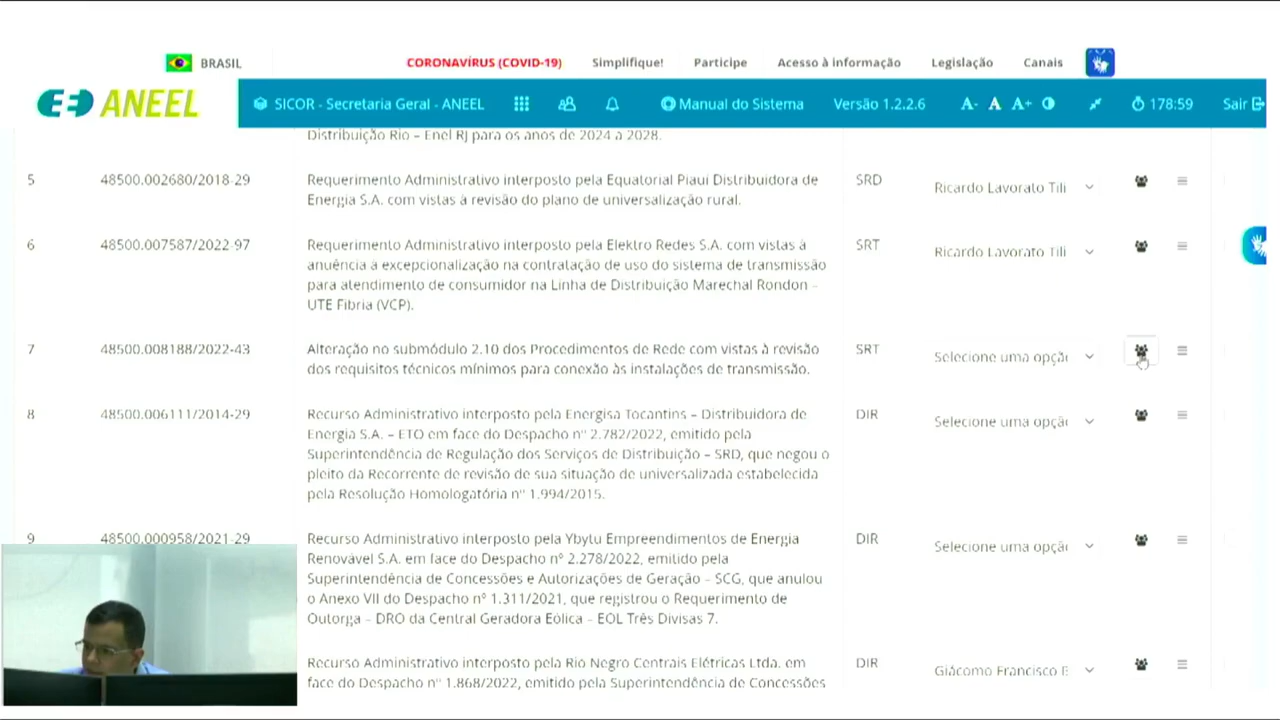 BRASIL
CORONAVÍRUS (COVID-19)
Simplifique!
Participe
Acesso à informação
Legislação
Canais
ANEEL
SICOR - Secretaria Geral - ANEEL
Manual do Sistema
Versão 1.2.2.6
A-
A
A+
178:59
Sair
Distribuição Rio – Enel RJ para os anos de 2024 a 2028.
5
48500.002680/2018-29
Requerimento Administrativo interposto pela Equatorial Piauí Distribuidora de
Energia S.A. com vistas à revisão do plano de universalização rural.
SRD
Ricardo Lavorato Tili
6
48500.007587/2022-97
Requerimento Administrativo interposto pela Elektro Redes S.A. com vistas à
anuência a excepcionalização na contratação de uso do sistema de transmissão
para atendimento de consumidor na Linha de Distribuição Marechal Rondon –
UTE Fibria (VCP).
SRT
Ricardo Lavorato Tili
7
48500.008188/2022-43
Alteração no submódulo 2.10 dos Procedimentos de Rede com vistas à revisão
dos requisitos técnicos mínimos para conexão às instalações de transmissão.
SRT
Selecione uma opçã
8
48500.006111/2014-29
Recurso Administrativo interposto pela Energisa Tocantins – Distribuidora de
Energia S.A. – ETO em face do Despacho nº 2.782/2022, emitido pela
Superintendência de Regulação dos Serviços de Distribuição – SRD, que negou o
pleito da Recorrente de revisão de sua situação de universalizada estabelecida
pela Resolução Homologatória nº 1.994/2015.
DIR
Selecione uma opçã
9
48500.000958/2021-29
Recurso Administrativo interposto pela Ybytu Empreendimentos de Energia
Renovável S.A. em face do Despacho nº 2.278/2022, emitido pela
Superintendência de Concessões e Autorizações de Geração – SCG, que anulou
o Anexo VII do Despacho nº 1.311/2021, que registrou o Requerimento de
Outorga – DRO da Central Geradora Eólica – EOL Três Divisas 7.
DIR
Selecione uma opçã
Recurso Administrativo interposto pela Rio Negro Centrais Elétricas Ltda. em
face do Despacho nº 1.868/2022, emitido pela Superintendência de Concessões
DIR
Giácomo Francisco